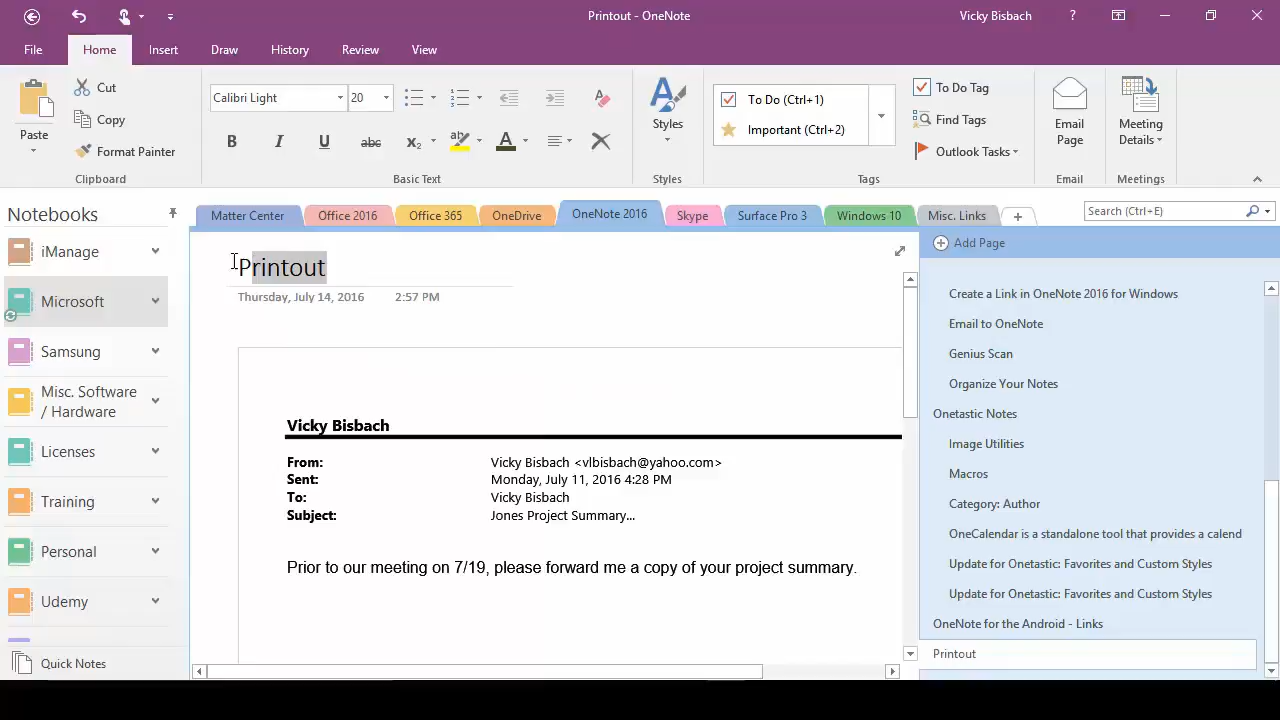 Printout - OneNote
Vicky Bisbach
?
File
Home
Insert
Draw
History
Review
View
Paste
Cut
Copy
Format Painter
Clipboard
Calibri Light
20
B
I
U
abc
X₂
ab
A
Basic Text
Styles
Styles
To Do (Ctrl+1)
Important (Ctrl+2)
To Do Tag
Find Tags
Outlook Tasks
Tags
Email
Page
Email
Meeting
Details
Meetings
Notebooks
Matter Center
Office 2016
Office 365
OneDrive
OneNote 2016
Skype
Surface Pro 3
Windows 10
Misc. Links
+
Search (Ctrl+E)
iManage
Microsoft
Samsung
Misc. Software
/ Hardware
Licenses
Training
Personal
Udemy
Quick Notes
Printout
Thursday, July 14, 2016
2:57 PM
Vicky Bisbach
From: Vicky Bisbach <vlbisbach@yahoo.com>
Sent: Monday, July 11, 2016 4:28 PM
To: Vicky Bisbach
Subject: Jones Project Summary...
Prior to our meeting on 7/19, please forward me a copy of your project summary.
Add Page
Create a Link in OneNote 2016 for Windows
Email to OneNote
Genius Scan
Organize Your Notes
Onetastic Notes
Image Utilities
Macros
Category: Author
OneCalendar is a standalone tool that provides a calend
Update for Onetastic: Favorites and Custom Styles
Update for Onetastic: Favorites and Custom Styles
OneNote for the Android - Links
Printout